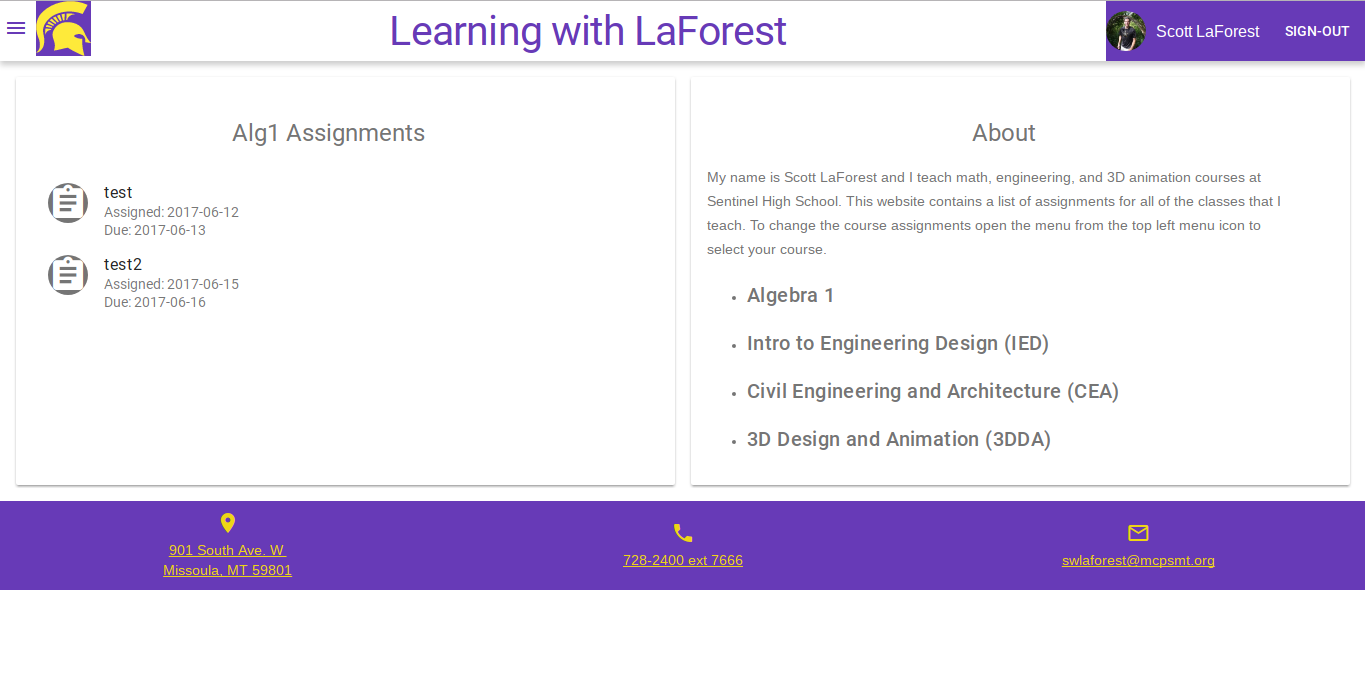 Learning with LaForest
Scott LaForest
SIGN-OUT
Alg1 Assignments
test
Assigned: 2017-06-12
Due: 2017-06-13
test2
Assigned: 2017-06-15
Due: 2017-06-16
About
My name is Scott LaForest and I teach math, engineering, and 3D animation courses at
Sentinel High School. This website contains a list of assignments for all of the classes that I
teach. To change the course assignments open the menu from the top left menu icon to
select your course.
• Algebra 1
• Intro to Engineering Design (IED)
• Civil Engineering and Architecture (CEA)
• 3D Design and Animation (3DDA)
901 South Ave. W
Missoula, MT 59801
728-2400 ext 7666
swlaforest@mcpsmt.org